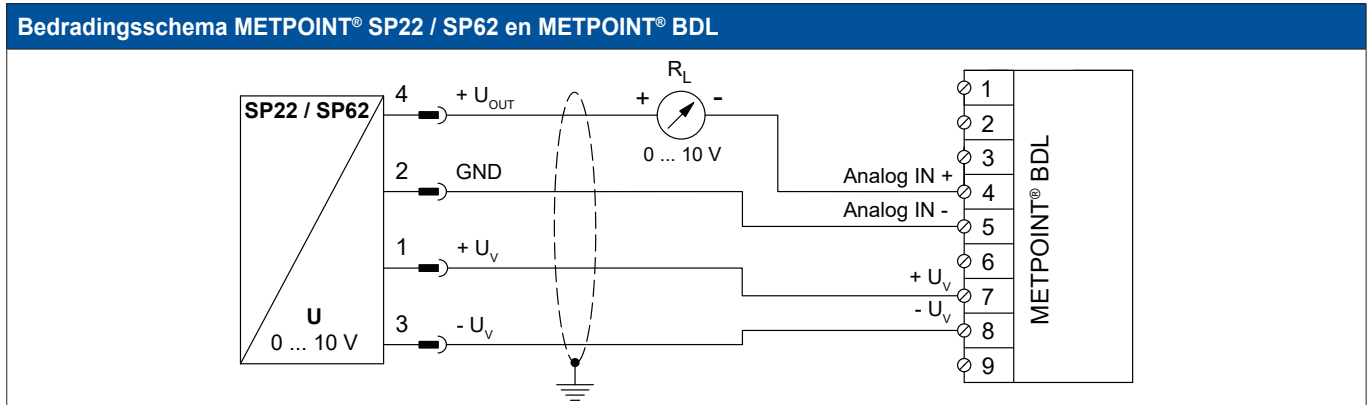 Bedradingsschema METPOINT® SP22 / SP62 en METPOINT® BDL
SP22 / SP62
U
0 ... 10 V
4 + U_OUT
2 GND
1 + U_V
3 - U_V
R_L
+ -
0 ... 10 V
Analog IN +
Analog IN -
+ U_V
- U_V
1
2
3
4
5
6
7
8
9
METPOINT® BDL